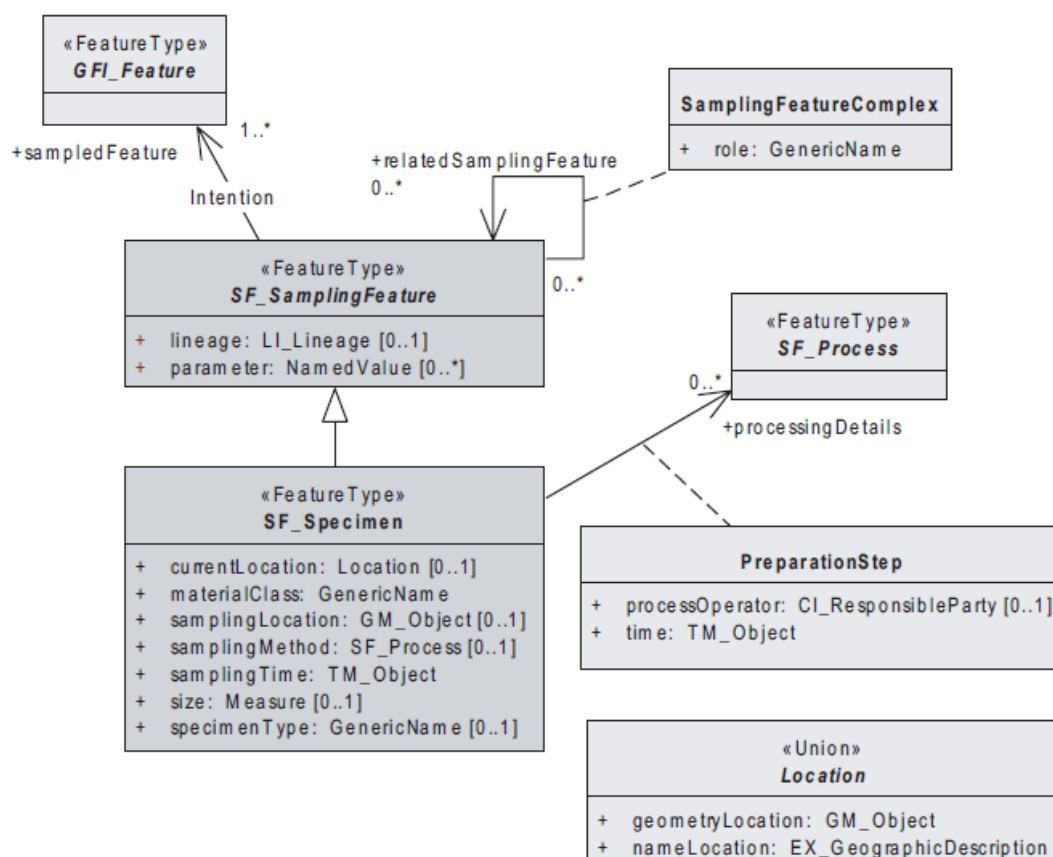 «FeatureType»
GFI_Feature
1..*
+sampledFeature
Intention
SamplingFeatureComplex
+ role: GenericName
+relatedSamplingFeature
0..*
0..*
«FeatureType»
SF_SamplingFeature
+ lineage: LI_Lineage [0..1]
+ parameter: NamedValue [0..*]
«FeatureType»
SF_Process
0..*
+processingDetails
«FeatureType»
SF_Specimen
+ currentLocation: Location [0..1]
+ materialClass: GenericName
+ samplingLocation: GM_Object [0..1]
+ samplingMethod: SF_Process [0..1]
+ samplingTime: TM_Object
+ size: Measure [0..1]
+ specimenType: GenericName [0..1]
PreparationStep
+ processOperator: CI_ResponsibleParty [0..1]
+ time: TM_Object
«Union»
Location
+ geometryLocation: GM_Object
+ nameLocation: EX_GeographicDescription